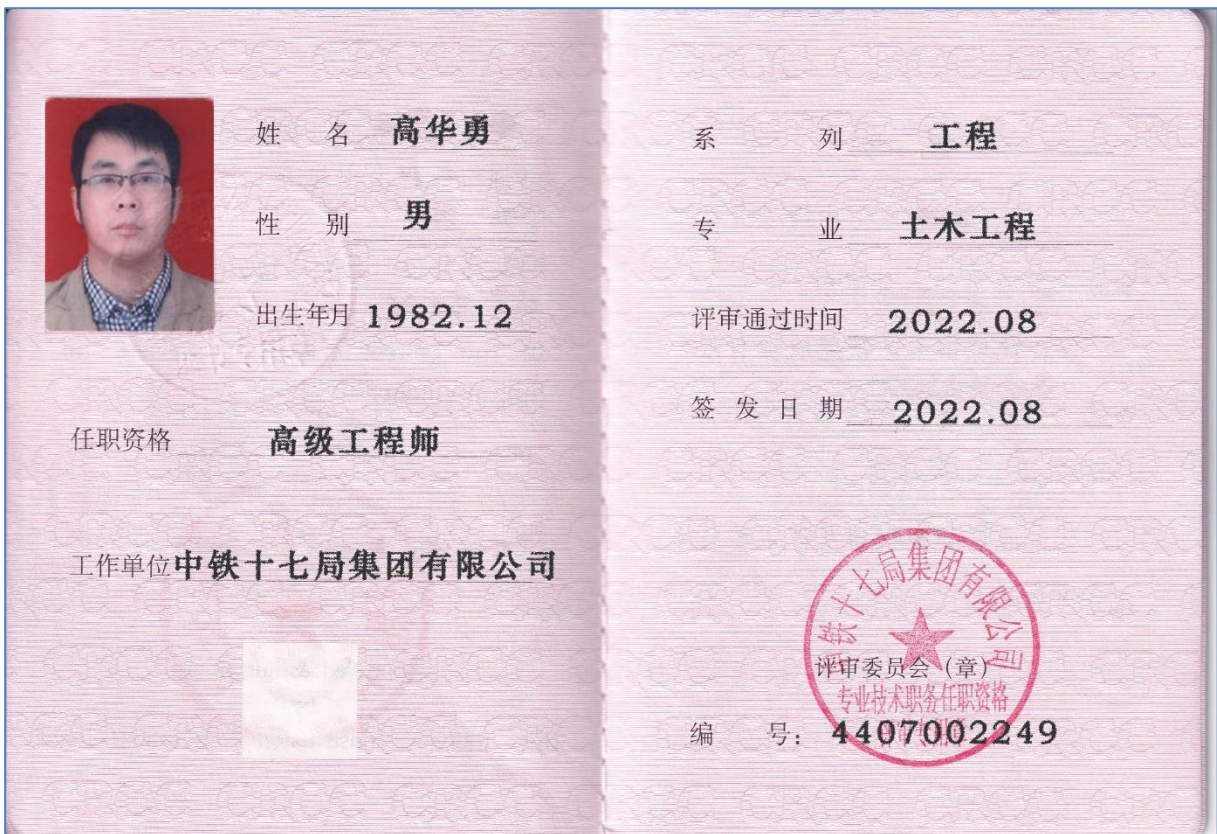 姓 名 高华勇
性 别 男
出生年月 1982.12
任职资格 高级工程师
工作单位 中铁十七局集团有限公司
系 列 工程
专 业 土木工程
评审通过时间 2022.08
签发日期 2022.08
中铁十七局集团有限公司
评审委员会（章）
专业技术职务任职资格
编 号：4407002249